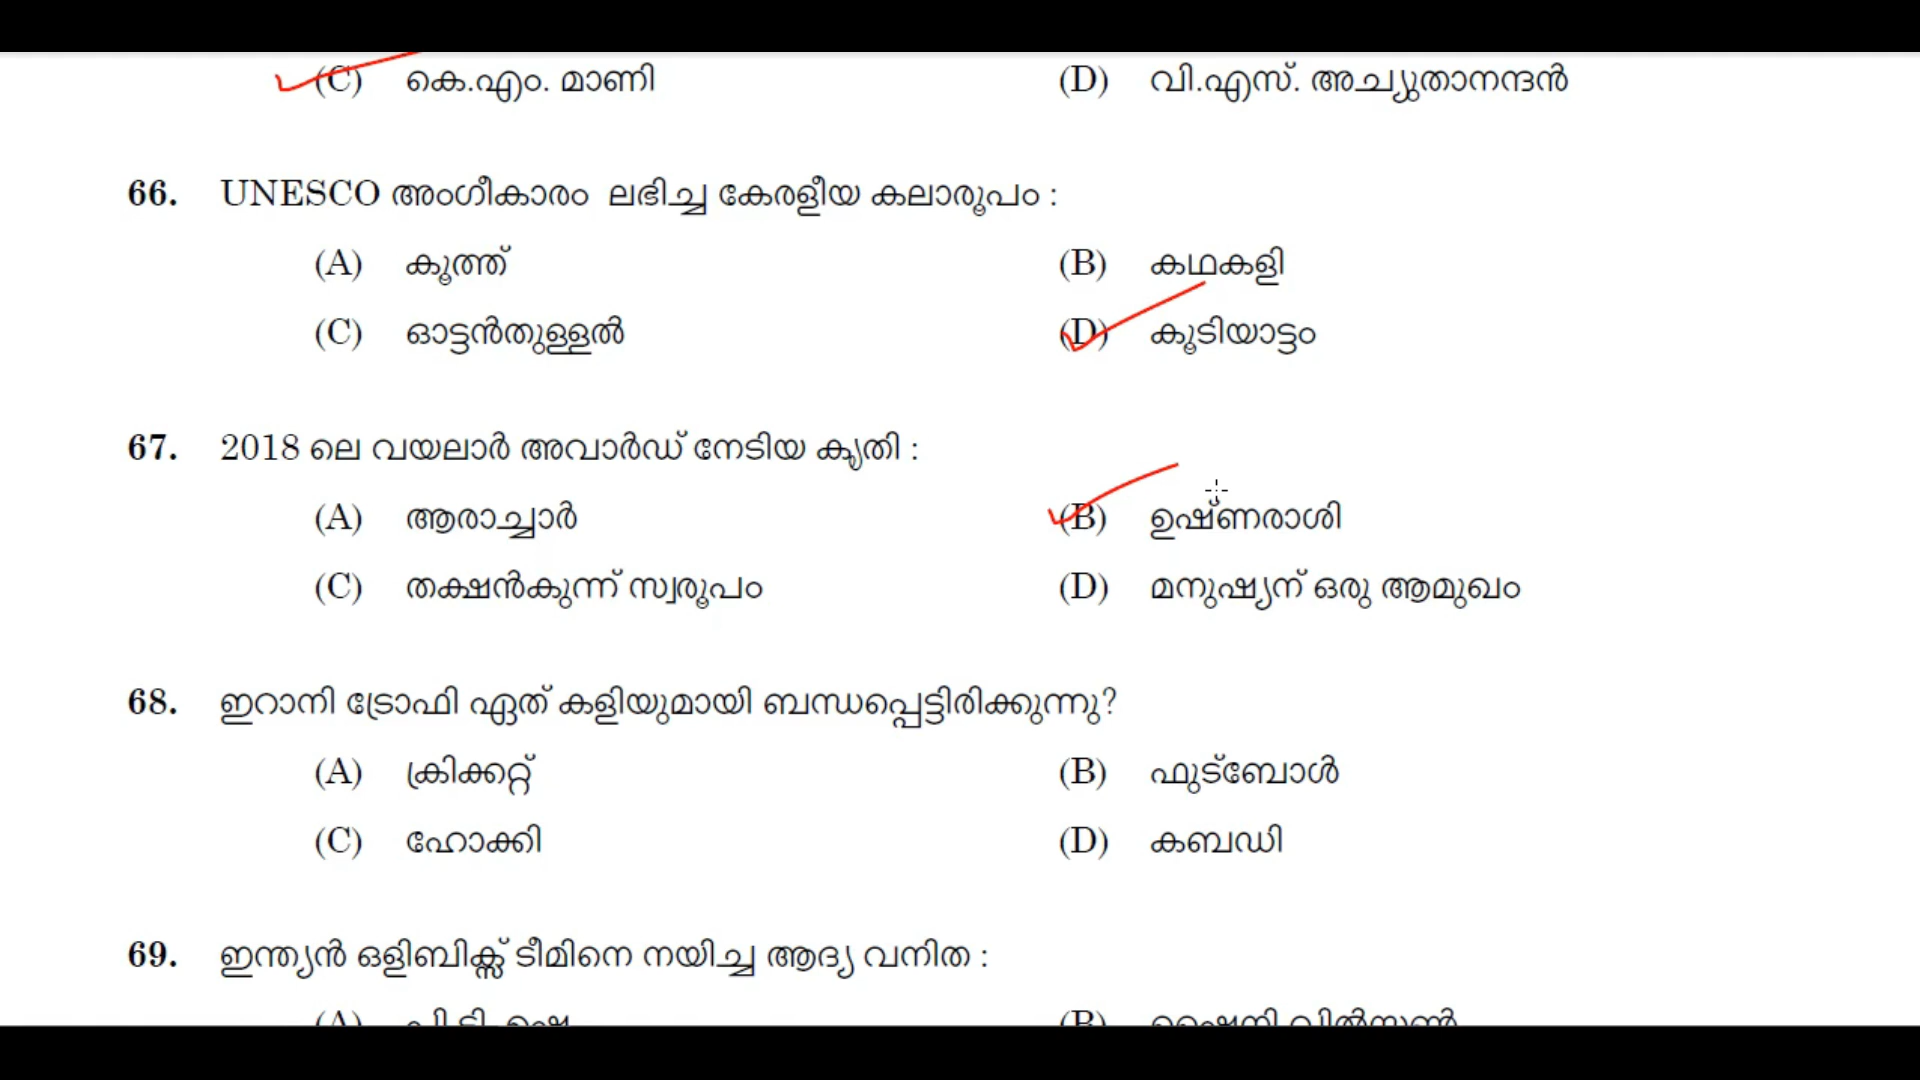 (C) കെ.എം. മാണി (D) വി.എസ്. അച്യുതാനന്ദൻ
66. UNESCO അംഗീകാരം ലഭിച്ച കേരളീയ കലാരൂപം :
(A) കൂത്ത് (B) കഥകളി
(C) ഓട്ടൻതുള്ളൽ (D) കൂടിയാട്ടം
67. 2018 ലെ വയലാർ അവാർഡ് നേടിയ കൃതി :
(A) ആരാച്ചാർ (B) ഉഷ്ണരാശി
(C) തക്ഷൻകുന്ന് സ്വരൂപം (D) മനുഷ്യന് ഒരു ആമുഖം
68. ഇറാനി ട്രോഫി ഏത് കളിയുമായി ബന്ധപ്പെട്ടിരിക്കുന്നു?
(A) ക്രിക്കറ്റ് (B) ഫുട്ബോൾ
(C) ഹോക്കി (D) കബഡി
69. ഇന്ത്യൻ ഒളിബിക്സ് ടീമിനെ നയിച്ച ആദ്യ വനിത :
(A) പി.ടി. ഉഷ (B) ഷൈനി വിൽസൺ